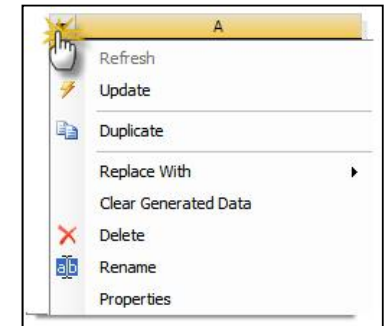 A
Refresh
Update
Duplicate
Replace With
Clear Generated Data
Delete
Rename
Properties